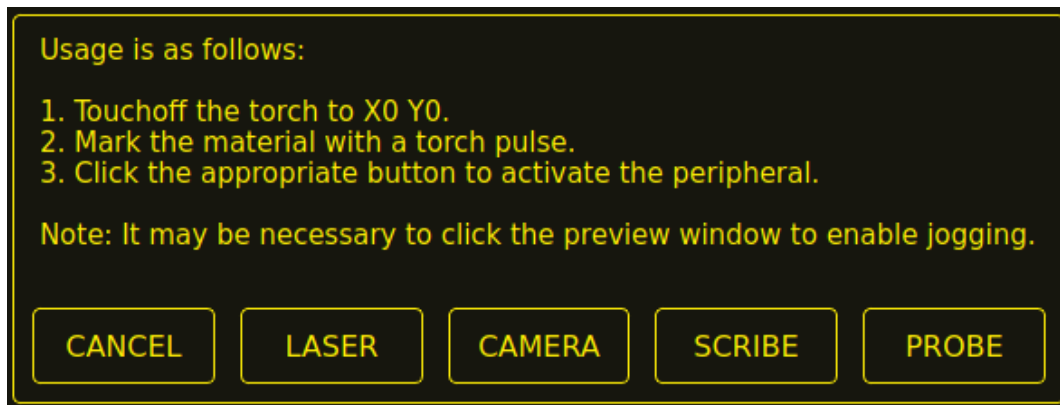 Usage is as follows:
1. Touchoff the torch to X0 Y0.
2. Mark the material with a torch pulse.
3. Click the appropriate button to activate the peripheral.
Note: It may be necessary to click the preview window to enable jogging.
CANCEL LASER CAMERA SCRIBE PROBE